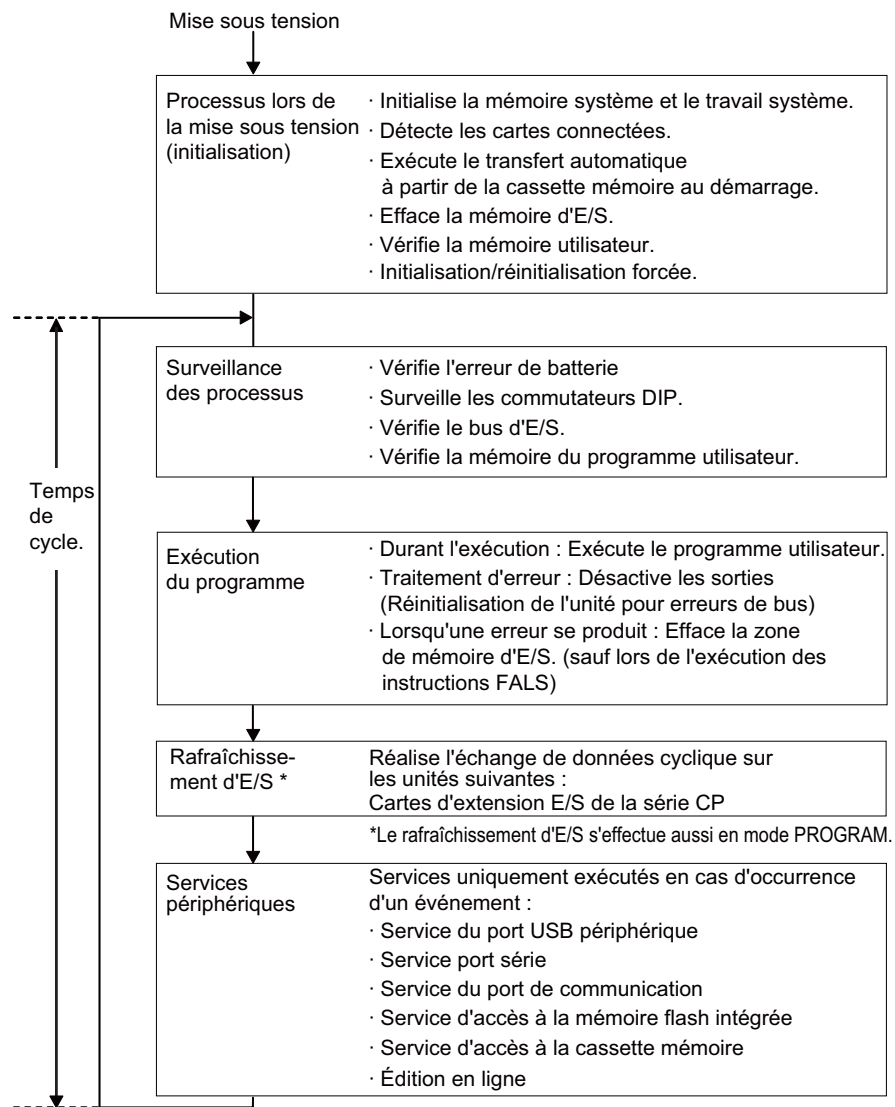 Mise sous tension
Processus lors de
la mise sous tension
(initialisation)
· Initialise la mémoire système et le travail système.
· Détecte les cartes connectées.
· Exécute le transfert automatique
à partir de la cassette mémoire au démarrage.
· Efface la mémoire d'E/S.
· Vérifie la mémoire utilisateur.
· Initialisation/réinitialisation forcée.
Temps
de
cycle.
Surveillance
des processus
· Vérifie l'erreur de batterie
· Surveille les commutateurs DIP.
· Vérifie le bus d'E/S.
· Vérifie la mémoire du programme utilisateur.
Exécution
du programme
· Durant l'exécution : Exécute le programme utilisateur.
· Traitement d'erreur : Désactive les sorties
(Réinitialisation de l'unité pour erreurs de bus)
· Lorsqu'une erreur se produit : Efface la zone
de mémoire d'E/S. (sauf lors de l'exécution des
instructions FALS)
Rafraîchisse-
ment d'E/S *
Réalise l'échange de données cyclique sur
les unités suivantes :
Cartes d'extension E/S de la série CP
*Le rafraîchissement d'E/S s'effectue aussi en mode PROGRAM.
Services
périphériques
Services uniquement exécutés en cas d'occurrence
d'un événement :
· Service du port USB périphérique
· Service port série
· Service du port de communication
· Service d'accès à la mémoire flash intégrée
· Service d'accès à la cassette mémoire
· Édition en ligne